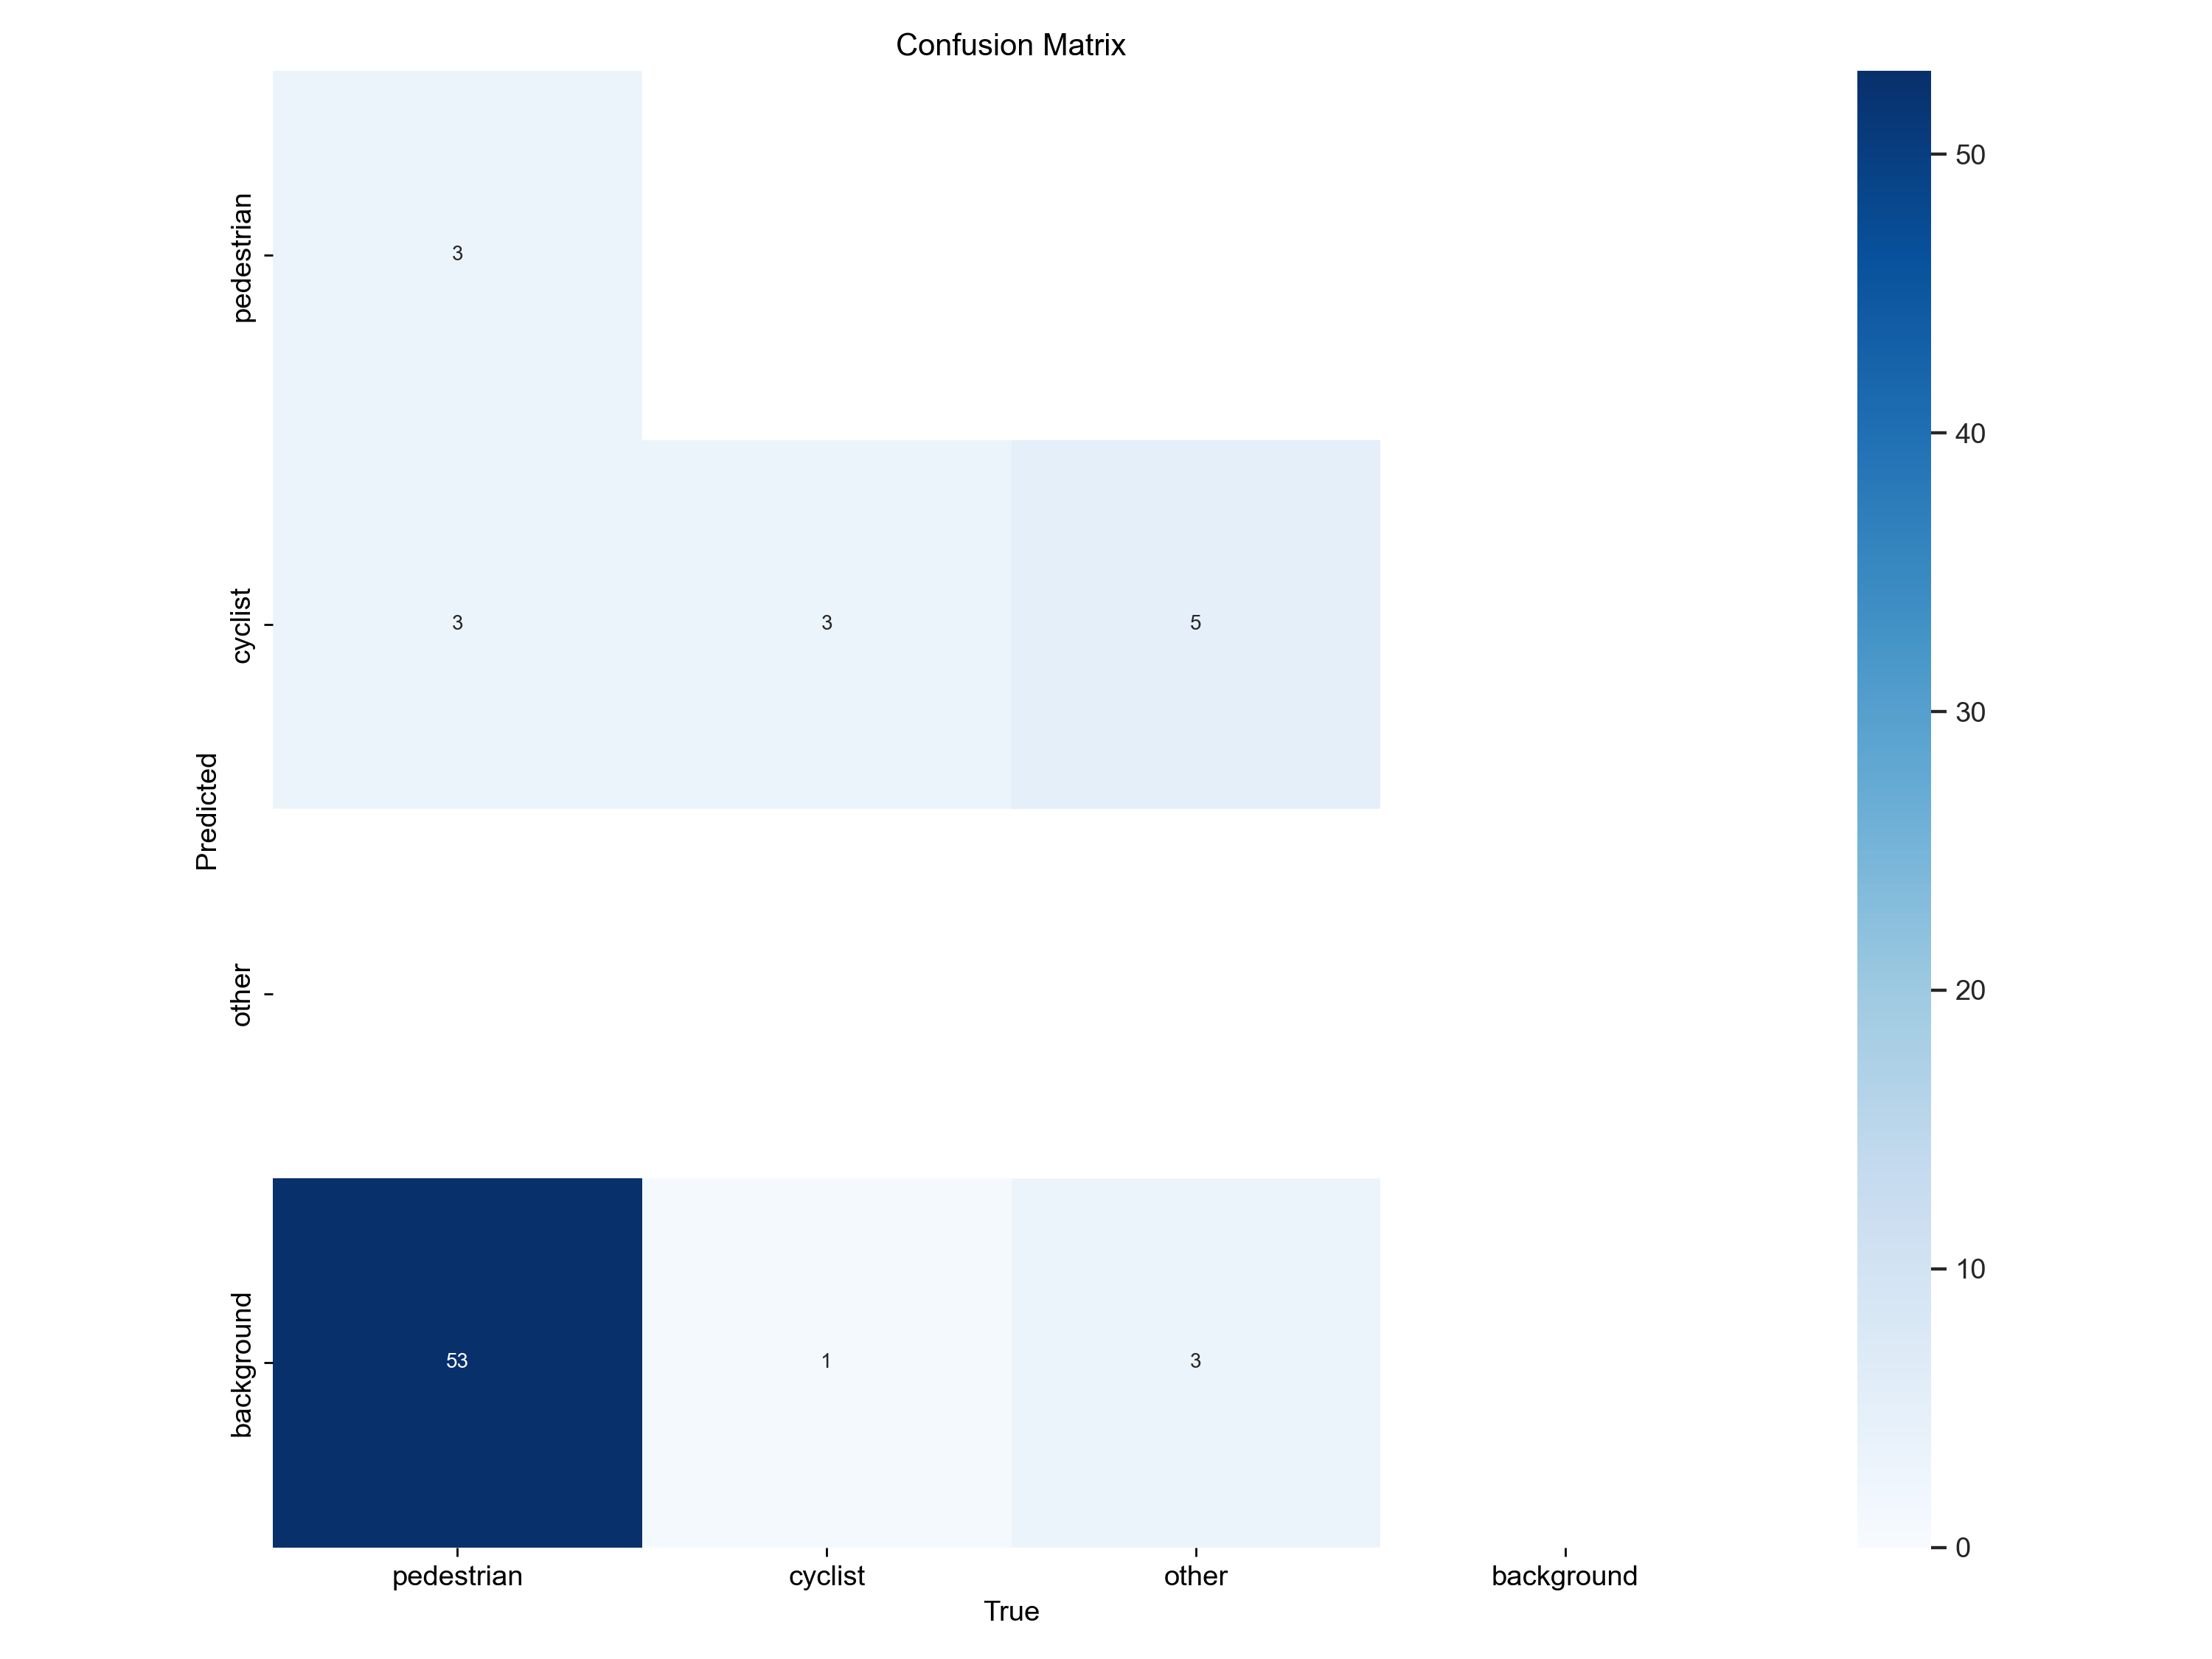 Confusion Matrix
pedestrian
3
cyclist
3 3 5
Predicted
other
background
53 1 3
pedestrian cyclist other background
True
50
40
30
20
10
0